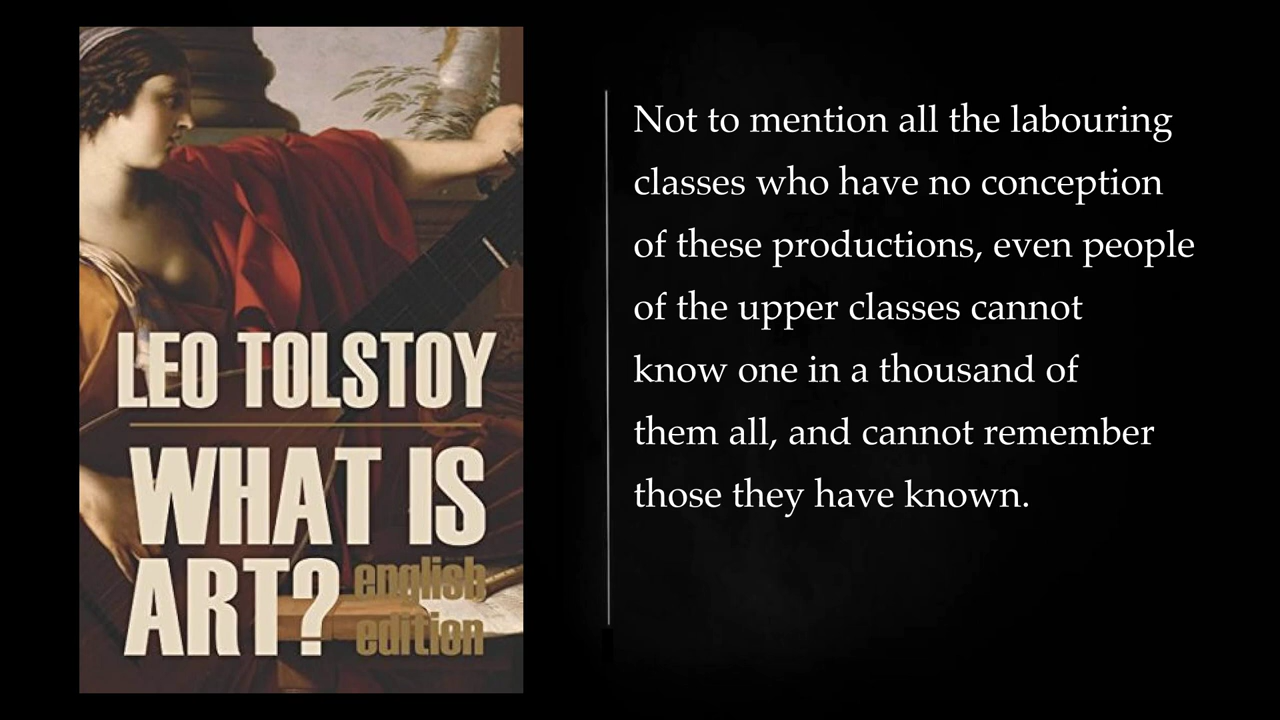 LEO TOLSTOY
WHAT IS
ART?
english
edition
Not to mention all the labouring
classes who have no conception
of these productions, even people
of the upper classes cannot
know one in a thousand of
them all, and cannot remember
those they have known.